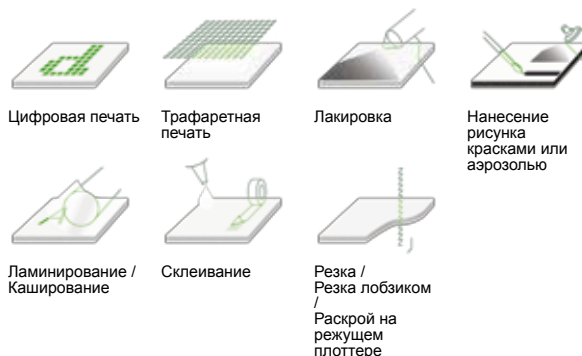 Цифровая печать
Трафаретная
печать
Лакировка
Нанесение
рисунка
красками или
аэрозолью
Ламинирование /
Каширование
Склеивание
Резка /
Резка лобзиком
/
Раскрой на
режущем
плоттере